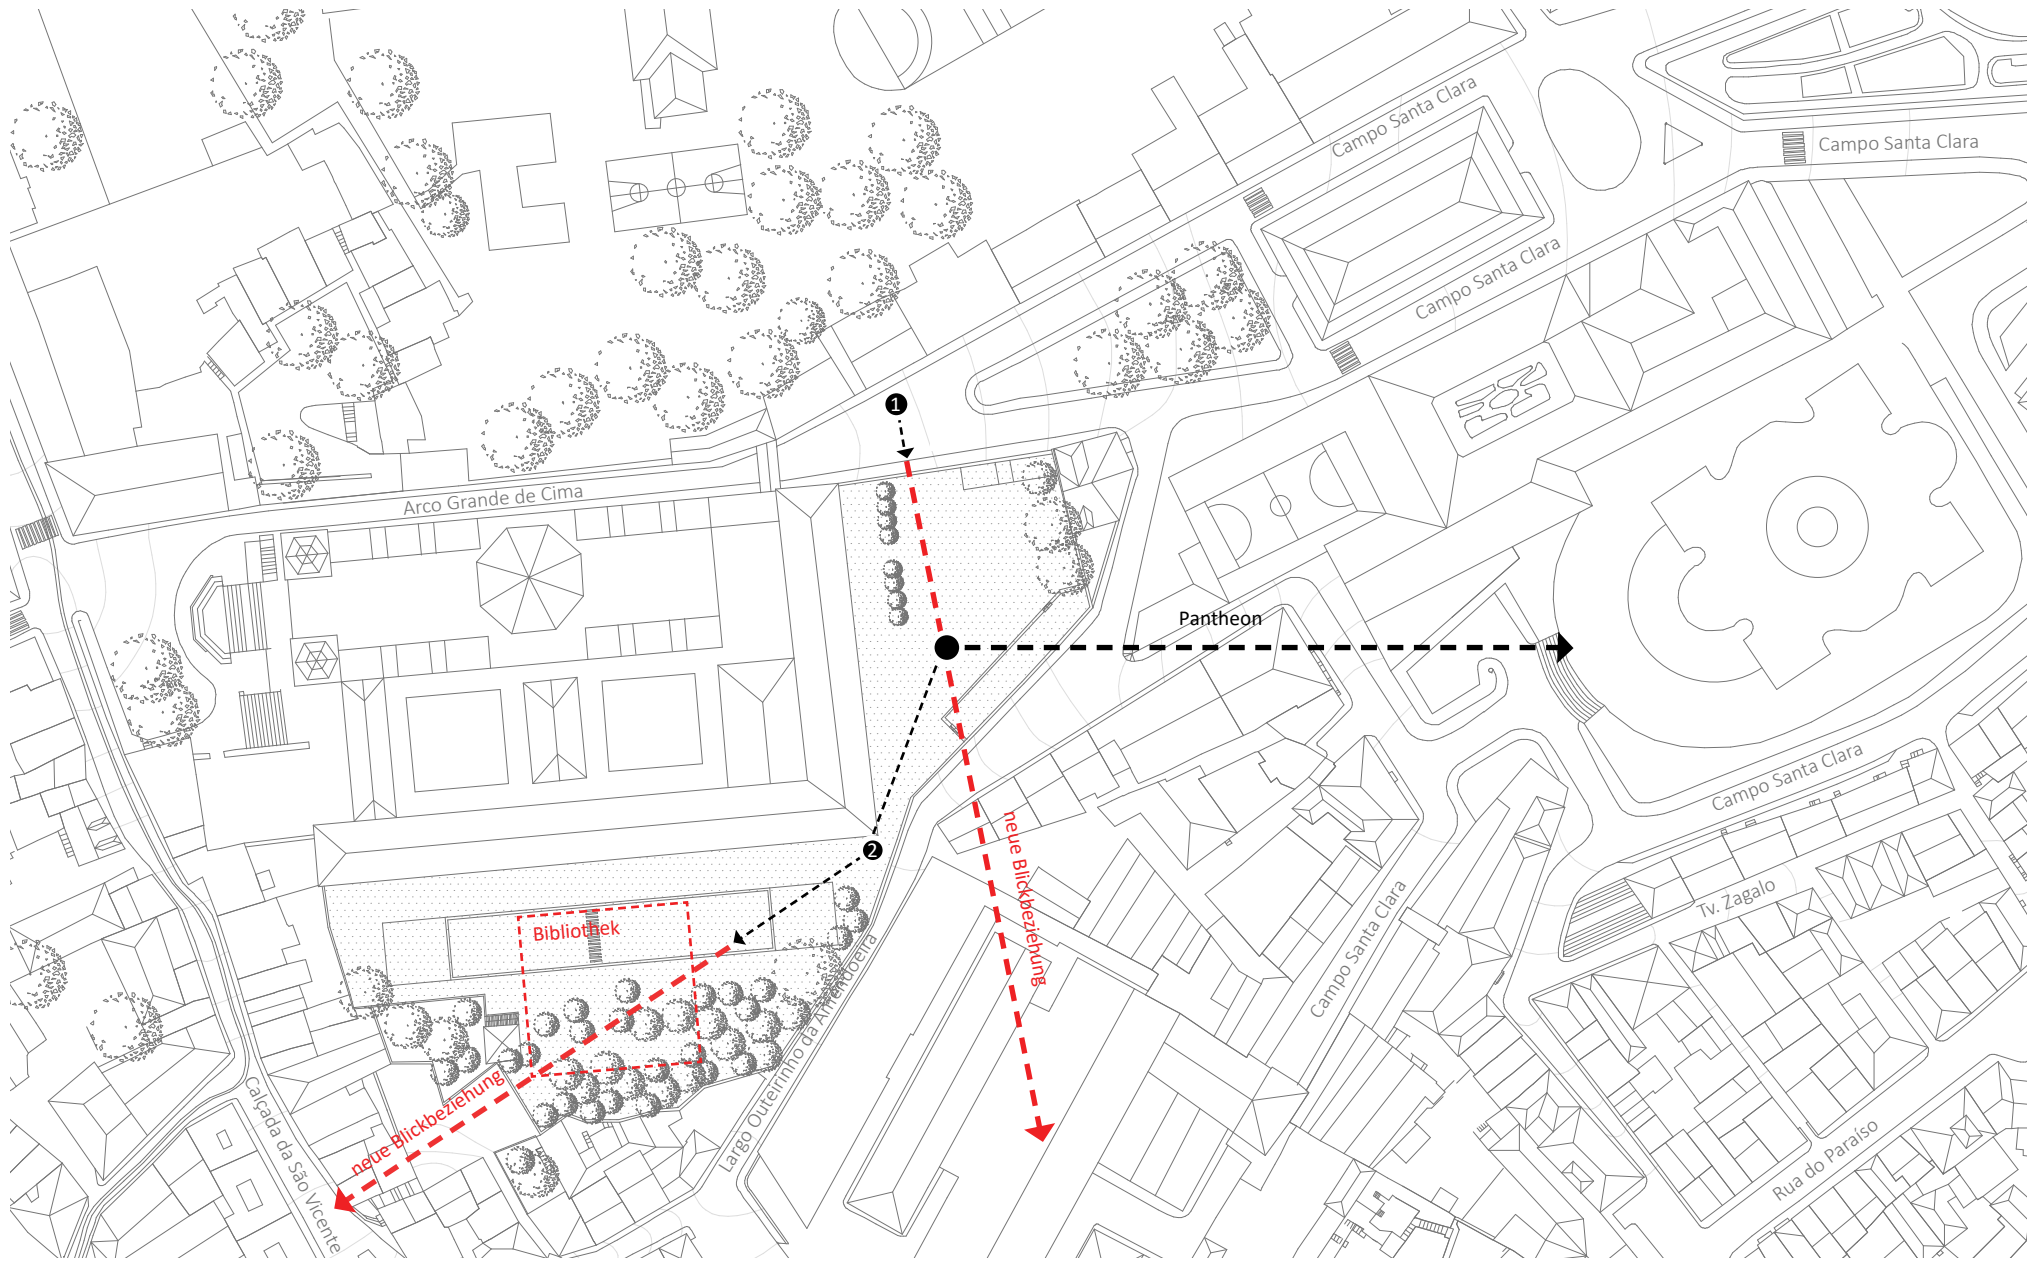 Campo Santa Clara
Campo Santa Clara
Campo Santa Clara
1
Arco Grande de Cima
Pantheon
Campo Santa Clara
neue Blickbeziehung
2
Bibliothek
Campo Santa Clara
Tv. Zagalo
Largo Outeirinho da Amendoeira
neue Blickbeziehung
Calçada da São Vicente
Rua do Paraíso